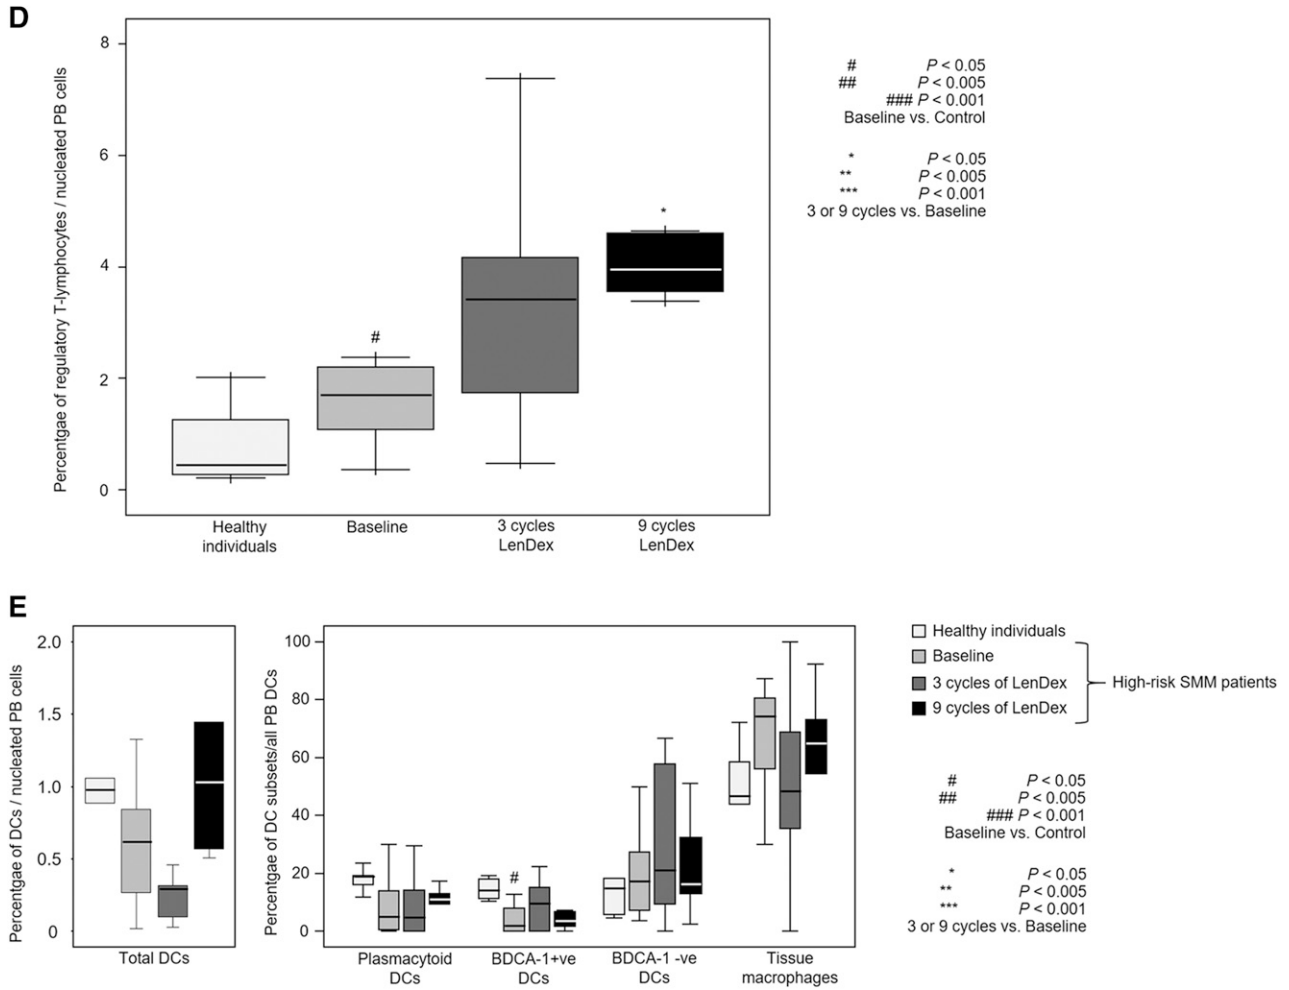 D
Percentgae of regulatory T-lymphocytes / nucleated PB cells
8
6
4
2
0
#
*
Healthy
individuals
Baseline
3 cycles
LenDex
9 cycles
LenDex
# P < 0.05
## P < 0.005
### P < 0.001
Baseline vs. Control
* P < 0.05
** P < 0.005
*** P < 0.001
3 or 9 cycles vs. Baseline
E
Percentgae of DCs / nucleated PB cells
2.0
1.5
1.0
0.5
0
Total DCs
Percentgae of DC subsets/all PB DCs
100
80
60
40
20
0
#
Plasmacytoid
DCs
BDCA-1+ve
DCs
BDCA-1 -ve
DCs
Tissue
macrophages
Healthy individuals
Baseline
3 cycles of LenDex
9 cycles of LenDex
High-risk SMM patients
# P < 0.05
## P < 0.005
### P < 0.001
Baseline vs. Control
* P < 0.05
** P < 0.005
*** P < 0.001
3 or 9 cycles vs. Baseline